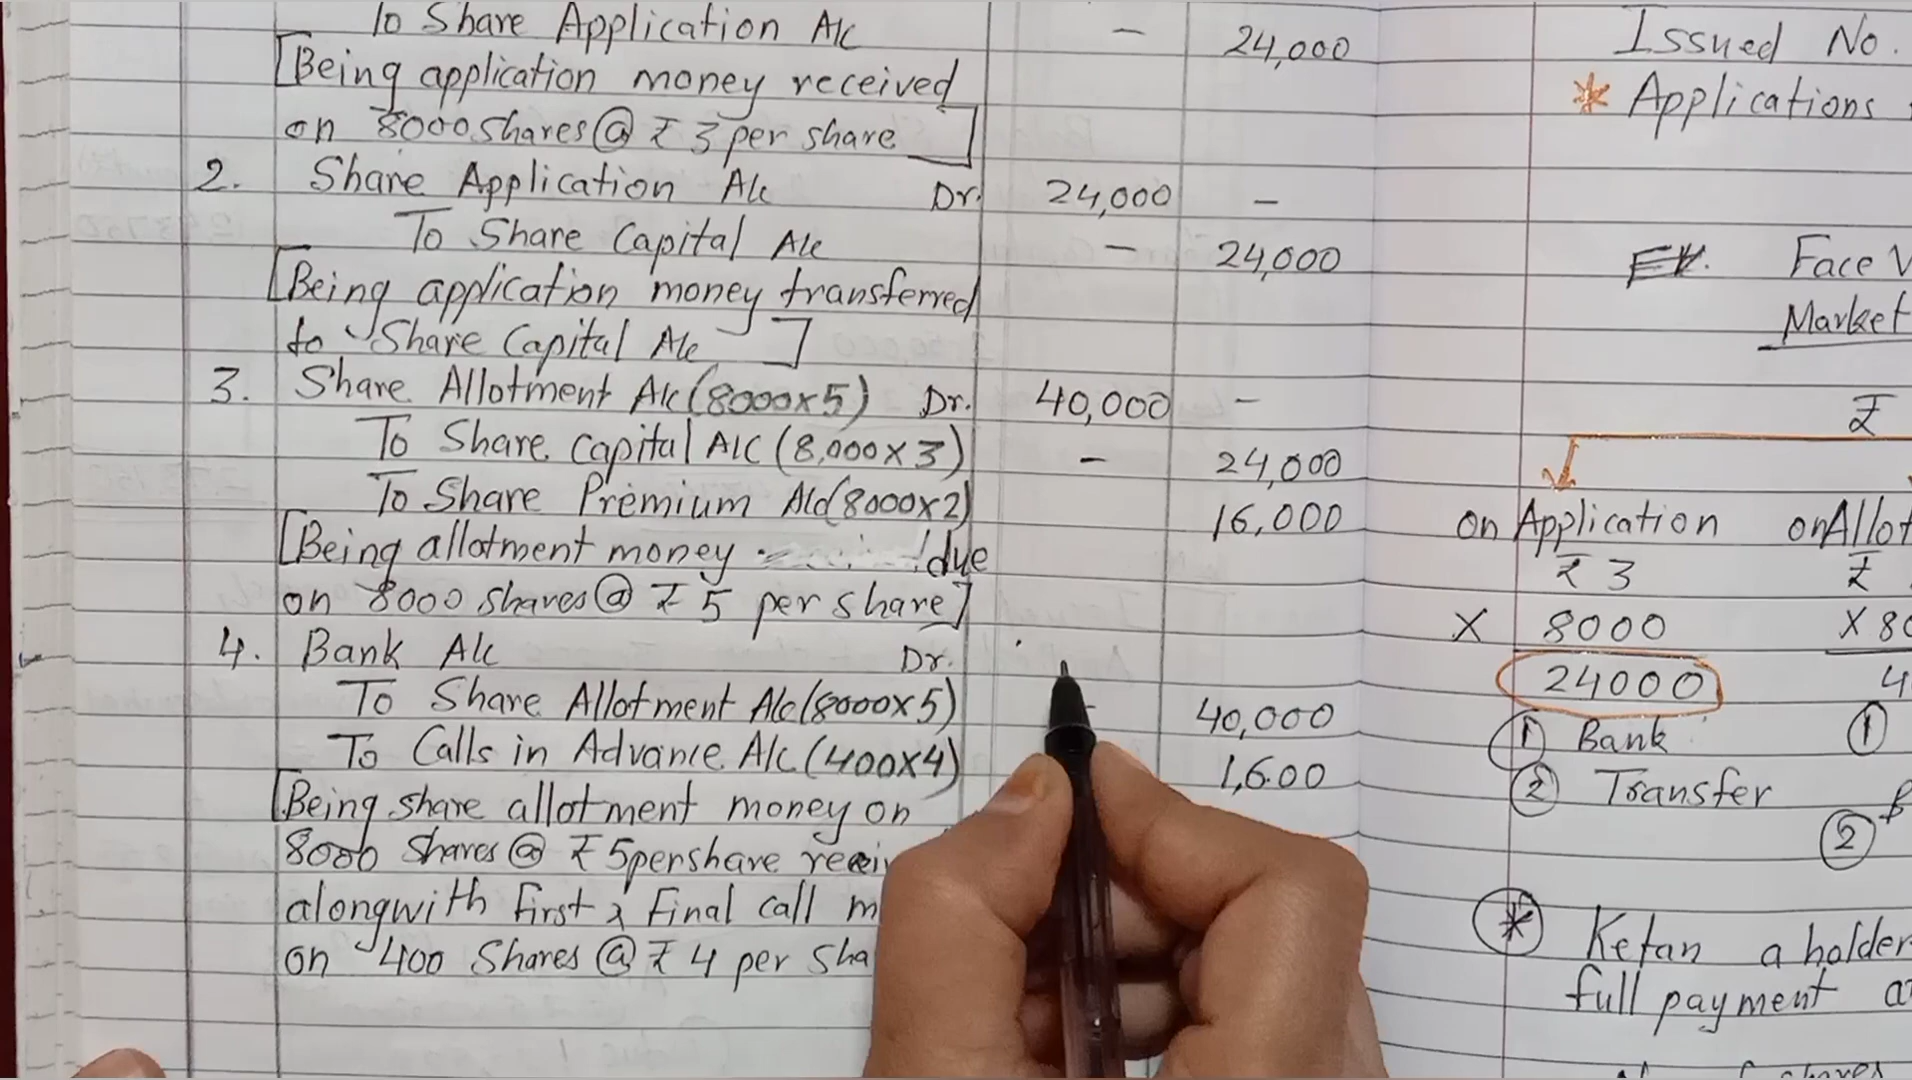 To Share Application A/c - 24,000
[Being application money received
on 8000 shares @ ₹ 3 per share]
2. Share Application A/c Dr. 24,000 -
To Share Capital A/c - 24,000
[Being application money transferred
to Share Capital A/c]
3. Share Allotment A/c (8000x5) Dr. 40,000 -
To Share Capital A/C (8,000x3) - 24,000
To Share Premium A/c (8000x2) 16,000
[Being allotment money due
on 8000 shares @ ₹ 5 per share]
4. Bank A/c Dr.
To Share Allotment A/c (8000x5) - 40,000
To Calls in Advance A/c (400x4) 1,600
[Being share allotment money on
8000 Shares @ ₹ 5 per share
alongwith first & final call
on 400 Shares @ ₹ 4 per
Issued No.
* Applications
Face
Market
₹
on Application on
₹ 3 ₹
X 8000 X
24000
① Bank ①
② Transfer
②
* Ketan a holder
full payment